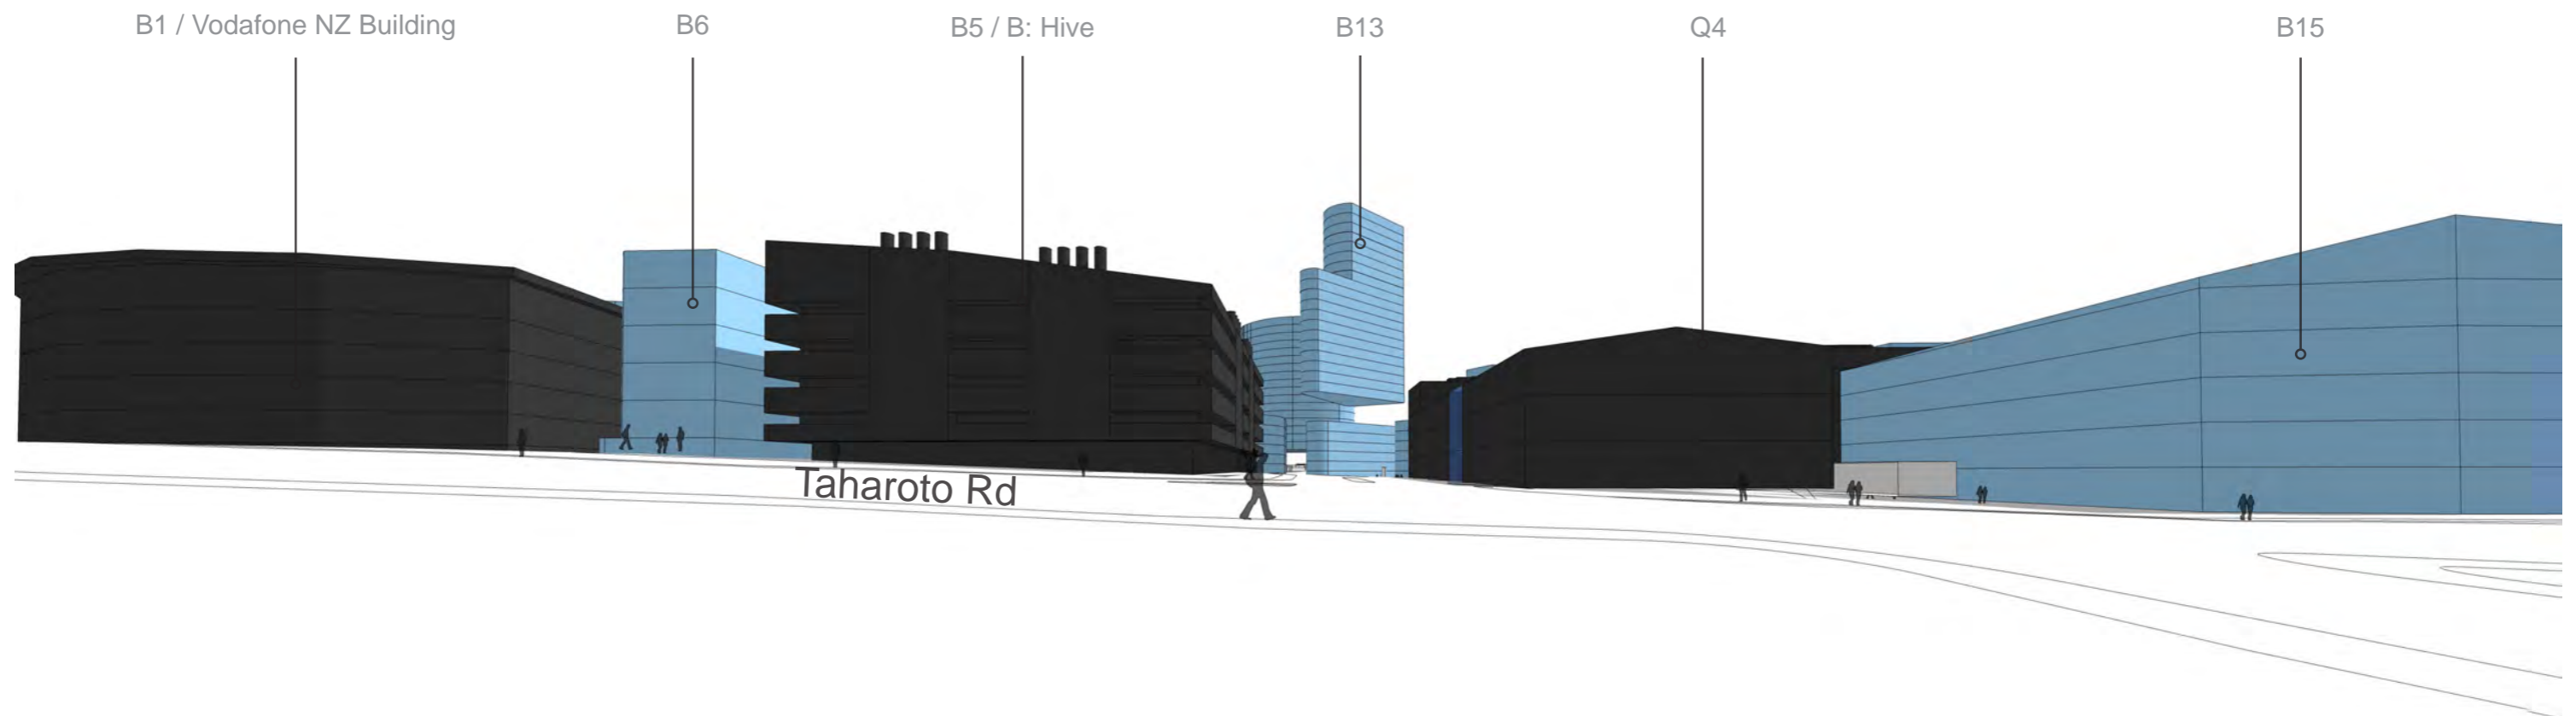 B1 / Vodafone NZ Building
B6
B5 / B: Hive
B13
Q4
B15
Taharoto Rd